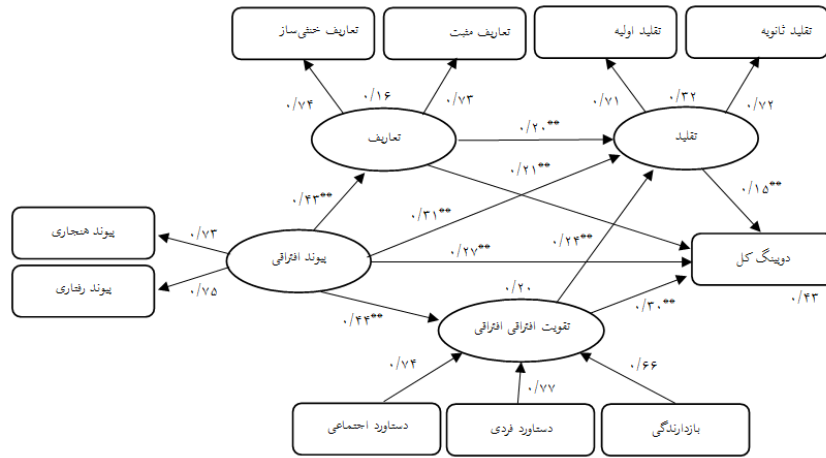 تعاریف خنثی‌ساز
تعاریف مثبت
تقلید اولیه
تقلید ثانویه
۰/۷۴
۰/۱۶
۰/۷۳
۰/۷۱
۰/۳۲
۰/۷۲
تعاریف
۰/۲۰**
تقلید
۰/۲۱**
۰/۱۵**
۰/۴۳**
۰/۳۱**
پیوند هنجاری
۰/۷۳
پیوند رفتاری
۰/۷۵
پیوند افتراقی
۰/۲۷**
۰/۲۴**
دوپینگ کل
۰/۴۳
۰/۲۰
۰/۴۴**
تقویت افتراقی افتراقی
۰/۳۰**
۰/۷۴
۰/۷۷
۰/۶۶
دستاورد اجتماعی
دستاورد فردی
بازدارندگی